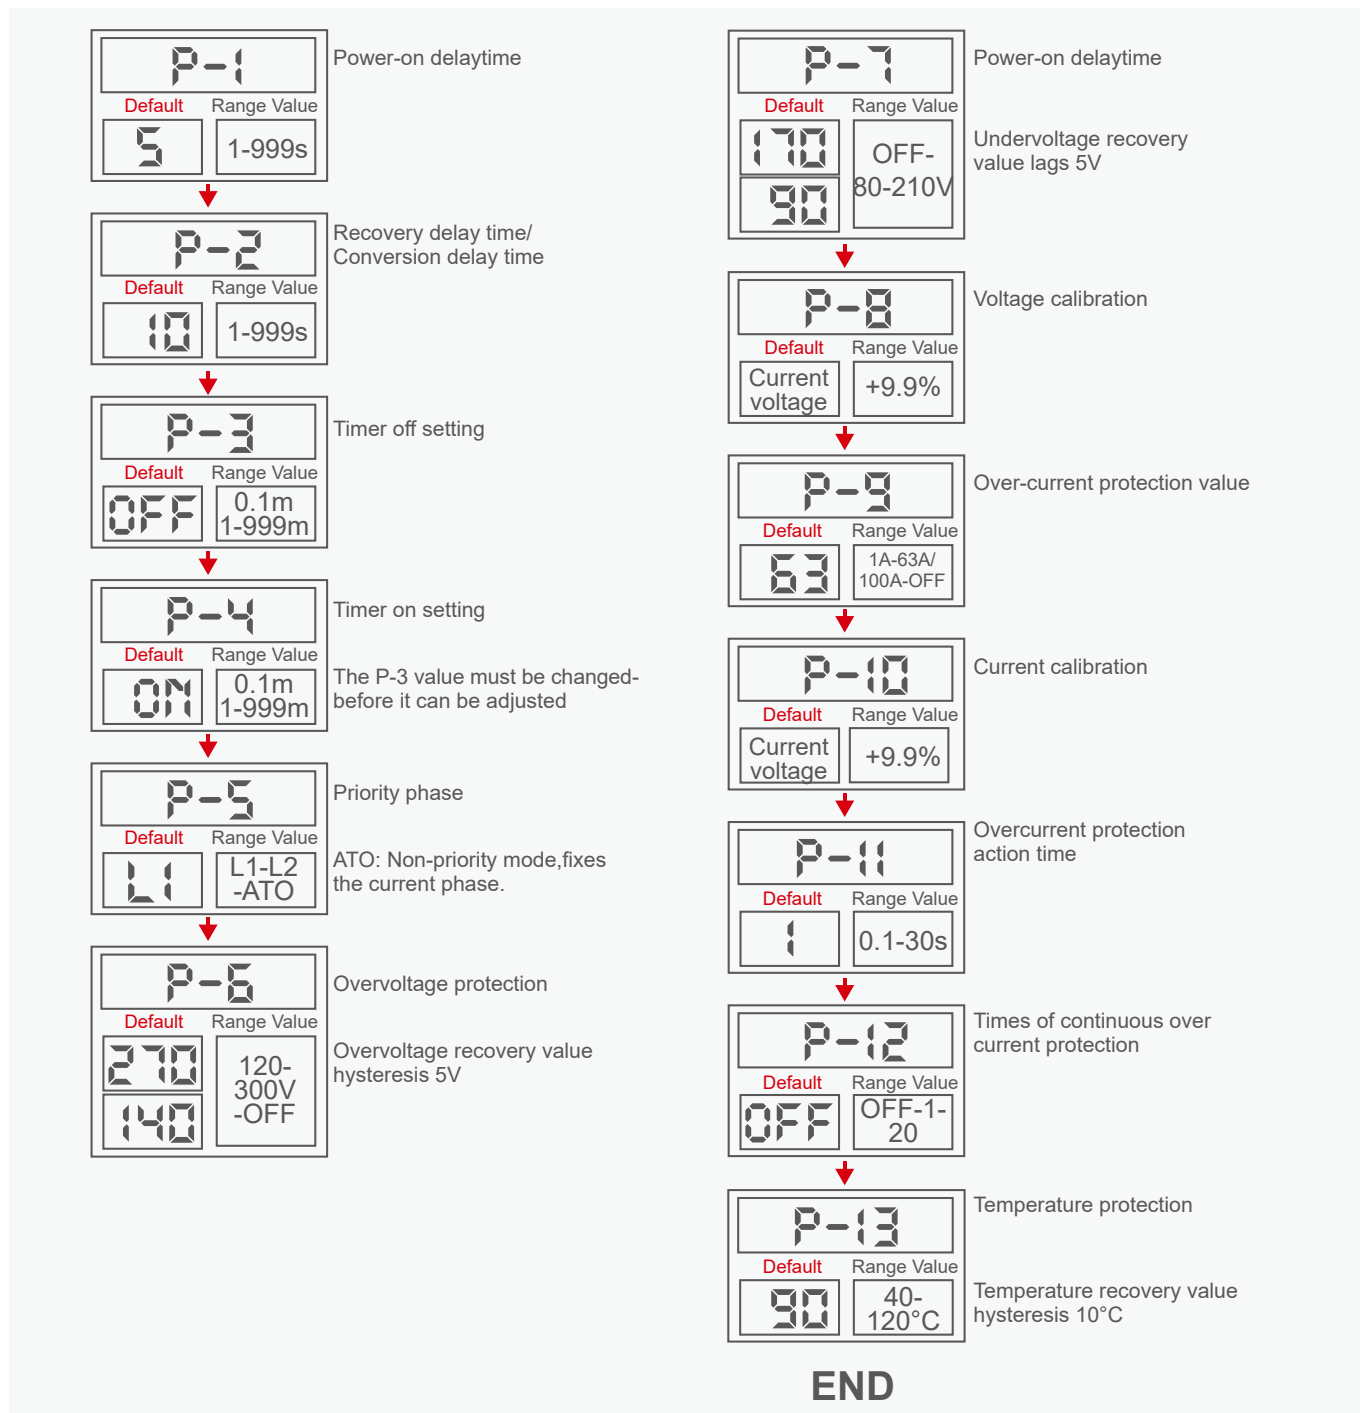 P-1
Power-on delaytime
Default
Range Value
5
1-999s
P-2
Recovery delay time/
Conversion delay time
Default
Range Value
10
1-999s
P-3
Timer off setting
Default
Range Value
OFF
0.1m
1-999m
P-4
Timer on setting
Default
Range Value
ON
0.1m
1-999m
The P-3 value must be changed-
before it can be adjusted
P-5
Priority phase
Default
Range Value
L1
L1-L2
-ATO
ATO: Non-priority mode,fixes
the current phase.
P-6
Overvoltage protection
Default
Range Value
270
140
120-
300V
-OFF
Overvoltage recovery value
hysteresis 5V
P-7
Power-on delaytime
Default
Range Value
170
90
OFF-
80-210V
Undervoltage recovery
value lags 5V
P-8
Voltage calibration
Default
Range Value
Current
voltage
+9.9%
P-9
Over-current protection value
Default
Range Value
63
1A-63A/
100A-OFF
P-10
Current calibration
Default
Range Value
Current
voltage
+9.9%
P-11
Overcurrent protection
action time
Default
Range Value
1
0.1-30s
P-12
Times of continuous over
current protection
Default
Range Value
OFF
OFF-1-
20
P-13
Temperature protection
Default
Range Value
90
40-
120°C
Temperature recovery value
hysteresis 10°C
END